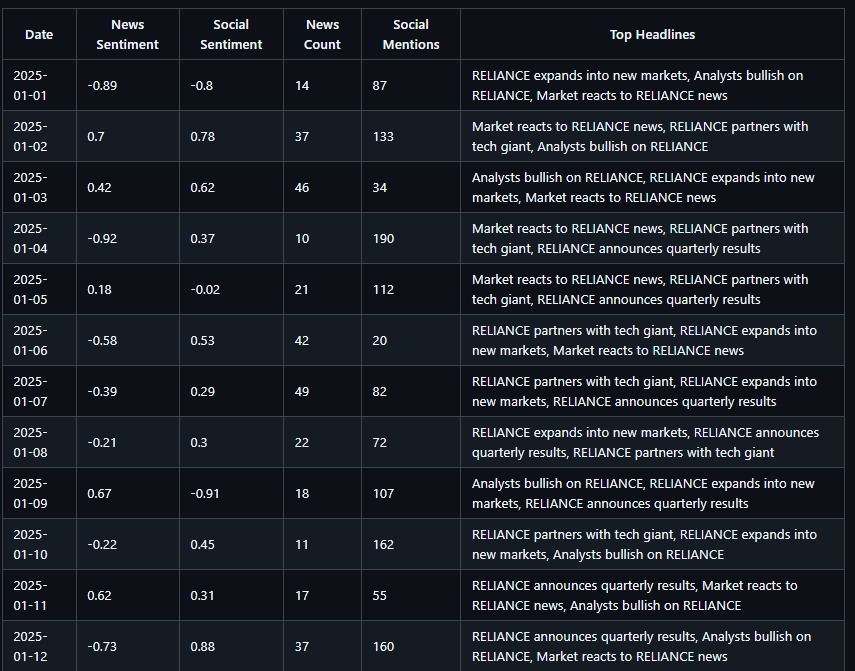 Date News Sentiment Social Sentiment News Count Social Mentions Top Headlines
2025-01-01 -0.89 -0.8 14 87 RELIANCE expands into new markets, Analysts bullish on RELIANCE, Market reacts to RELIANCE news
2025-01-02 0.7 0.78 37 133 Market reacts to RELIANCE news, RELIANCE partners with tech giant, Analysts bullish on RELIANCE
2025-01-03 0.42 0.62 46 34 Analysts bullish on RELIANCE, RELIANCE expands into new markets, Market reacts to RELIANCE news
2025-01-04 -0.92 0.37 10 190 Market reacts to RELIANCE news, RELIANCE partners with tech giant, RELIANCE announces quarterly results
2025-01-05 0.18 -0.02 21 112 Market reacts to RELIANCE news, RELIANCE partners with tech giant, RELIANCE announces quarterly results
2025-01-06 -0.58 0.53 42 20 RELIANCE partners with tech giant, RELIANCE expands into new markets, Market reacts to RELIANCE news
2025-01-07 -0.39 0.29 49 82 RELIANCE partners with tech giant, RELIANCE expands into new markets, RELIANCE announces quarterly results
2025-01-08 -0.21 0.3 22 72 RELIANCE expands into new markets, RELIANCE announces quarterly results, RELIANCE partners with tech giant
2025-01-09 0.67 -0.91 18 107 Analysts bullish on RELIANCE, RELIANCE expands into new markets, RELIANCE announces quarterly results
2025-01-10 -0.22 0.45 11 162 RELIANCE partners with tech giant, RELIANCE expands into new markets, Analysts bullish on RELIANCE
2025-01-11 0.62 0.31 17 55 RELIANCE announces quarterly results, Market reacts to RELIANCE news, Analysts bullish on RELIANCE
2025-01-12 -0.73 0.88 37 160 RELIANCE announces quarterly results, Analysts bullish on RELIANCE, Market reacts to RELIANCE news